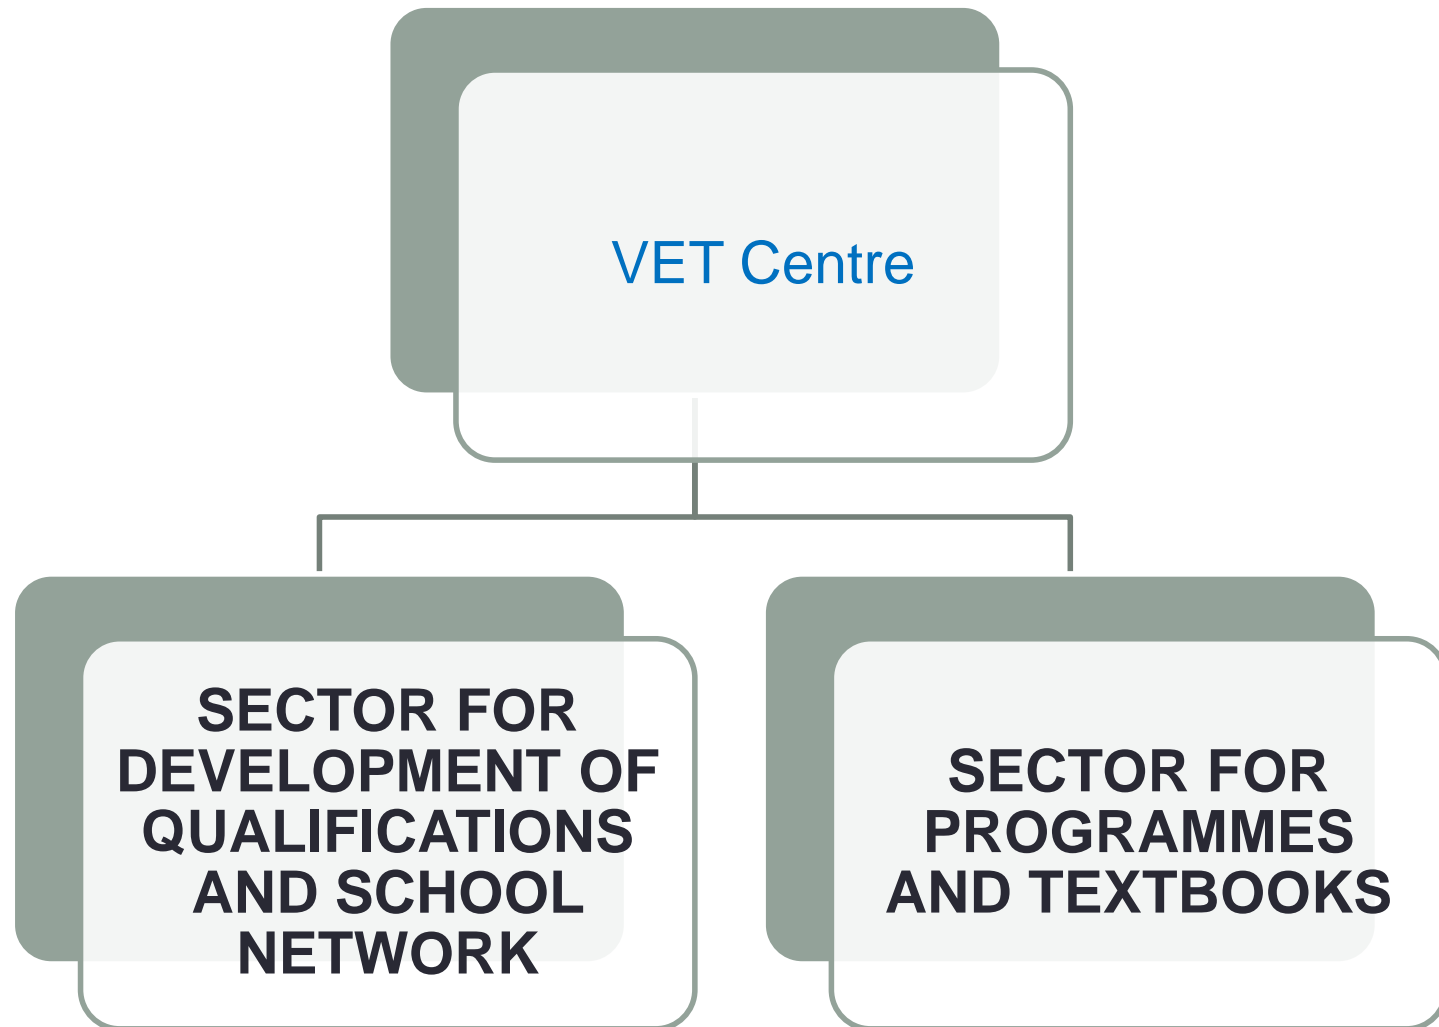 VET Centre
SECTOR FOR
DEVELOPMENT OF
QUALIFICATIONS
AND SCHOOL
NETWORK
SECTOR FOR
PROGRAMMES
AND TEXTBOOKS